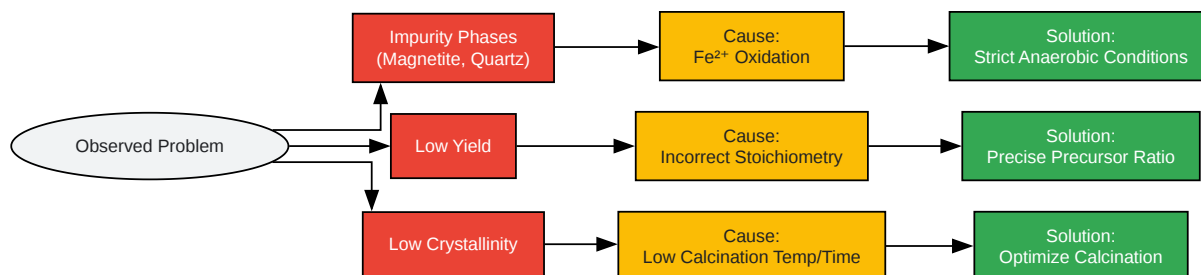 Observed Problem
Impurity Phases
(Magnetite, Quartz)
Cause:
Fe²⁺ Oxidation
Solution:
Strict Anaerobic Conditions
Low Yield
Cause:
Incorrect Stoichiometry
Solution:
Precise Precursor Ratio
Low Crystallinity
Cause:
Low Calcination Temp/Time
Solution:
Optimize Calcination